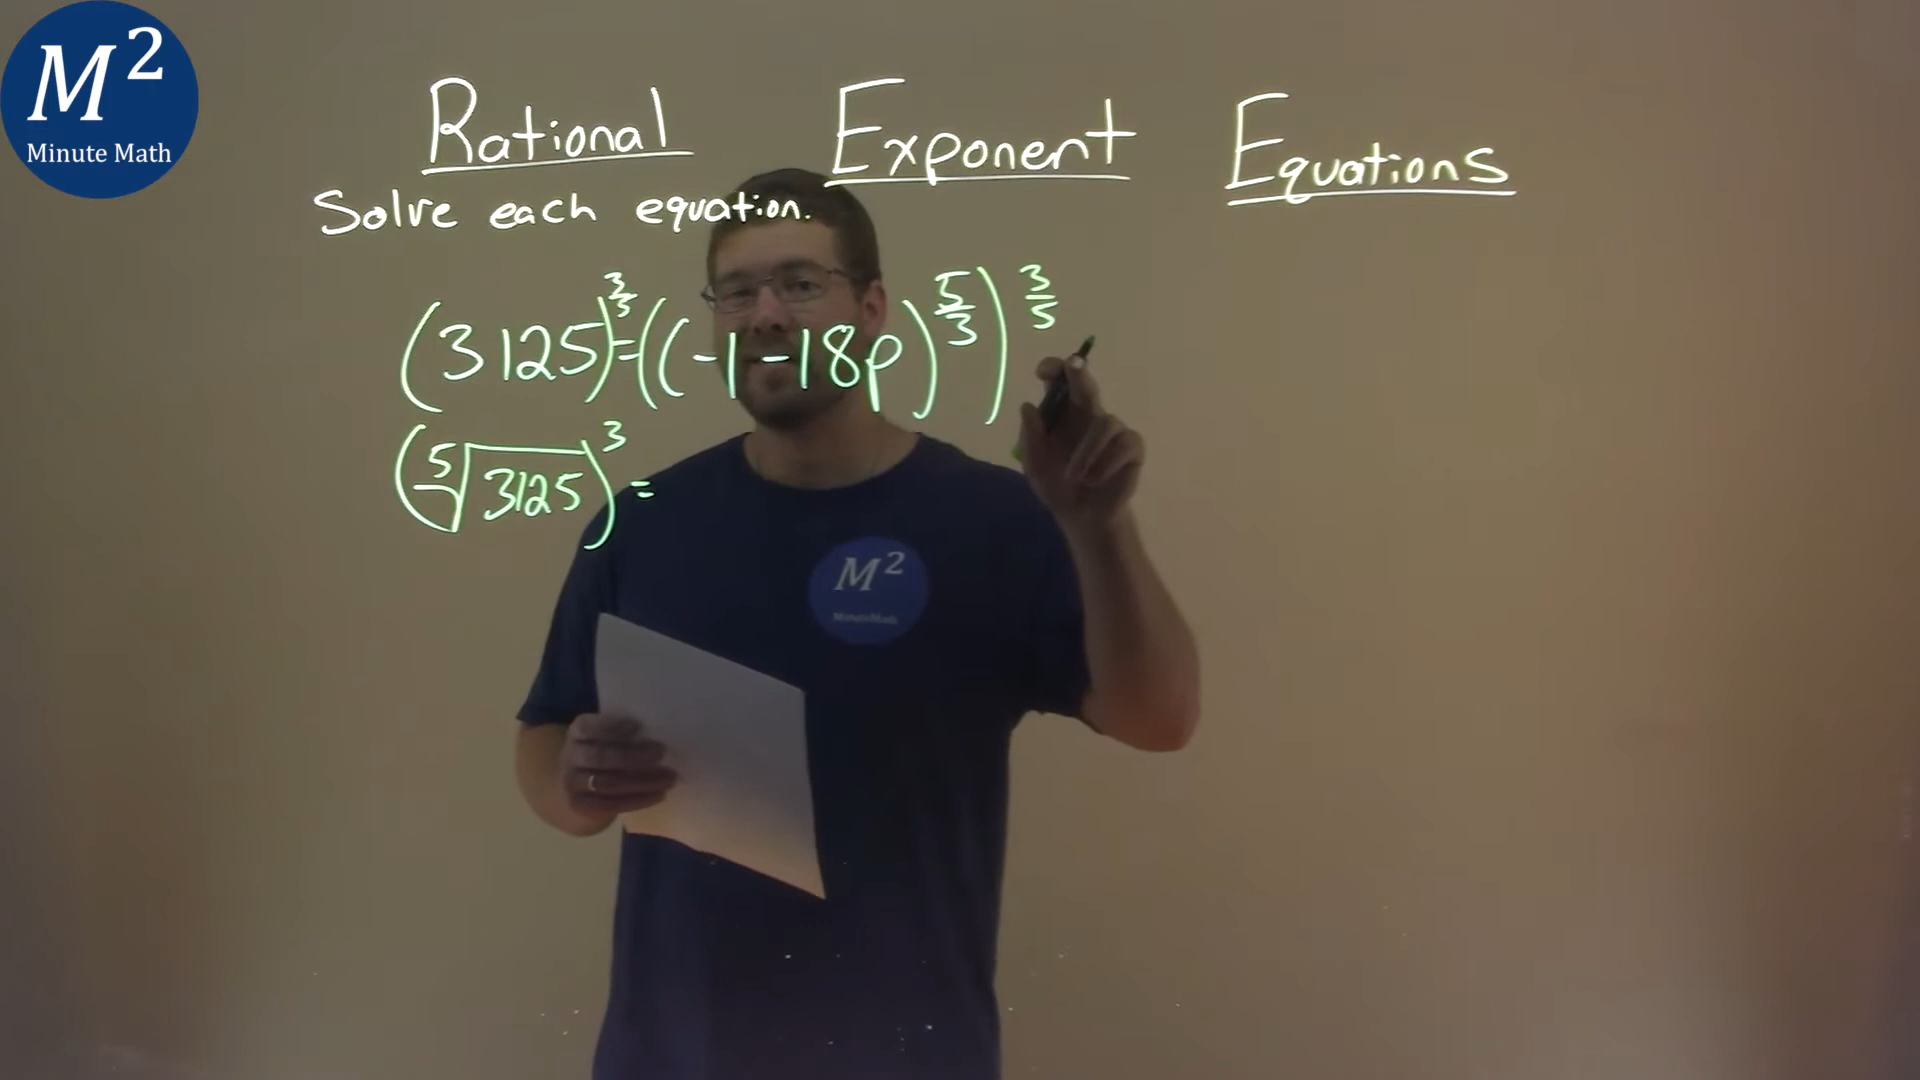 M²
Minute Math
Rational Exponent Equations
Solve each equation.
(3125)^3/5 = ((-1-18p)^5/3)^3/5
(⁵√3125)³ =
M²
MinuteMath